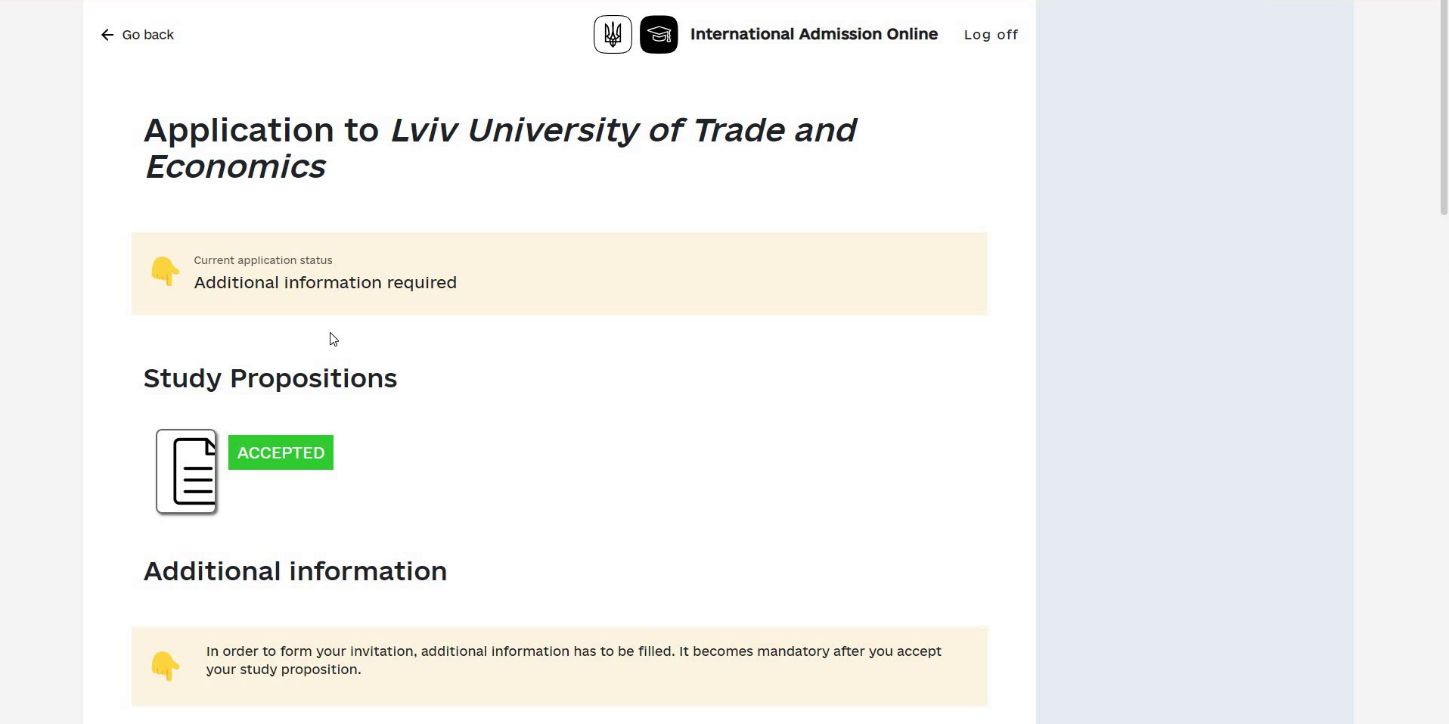 Go back
International Admission Online
Log off
Application to Lviv University of Trade and
Economics
Current application status
Additional information required
Study Propositions
ACCEPTED
Additional information
In order to form your invitation, additional information has to be filled. It becomes mandatory after you accept
your study proposition.